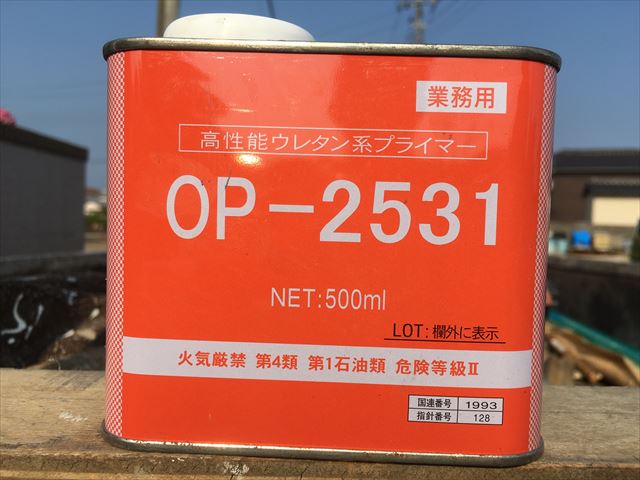 業務用
高性能ウレタン系プライマー
OP-2531
NET:500ml
LOT:欄外に表示
火気厳禁 第4類 第1石油類 危険等級Ⅱ
国連番号 1993
指針番号 128